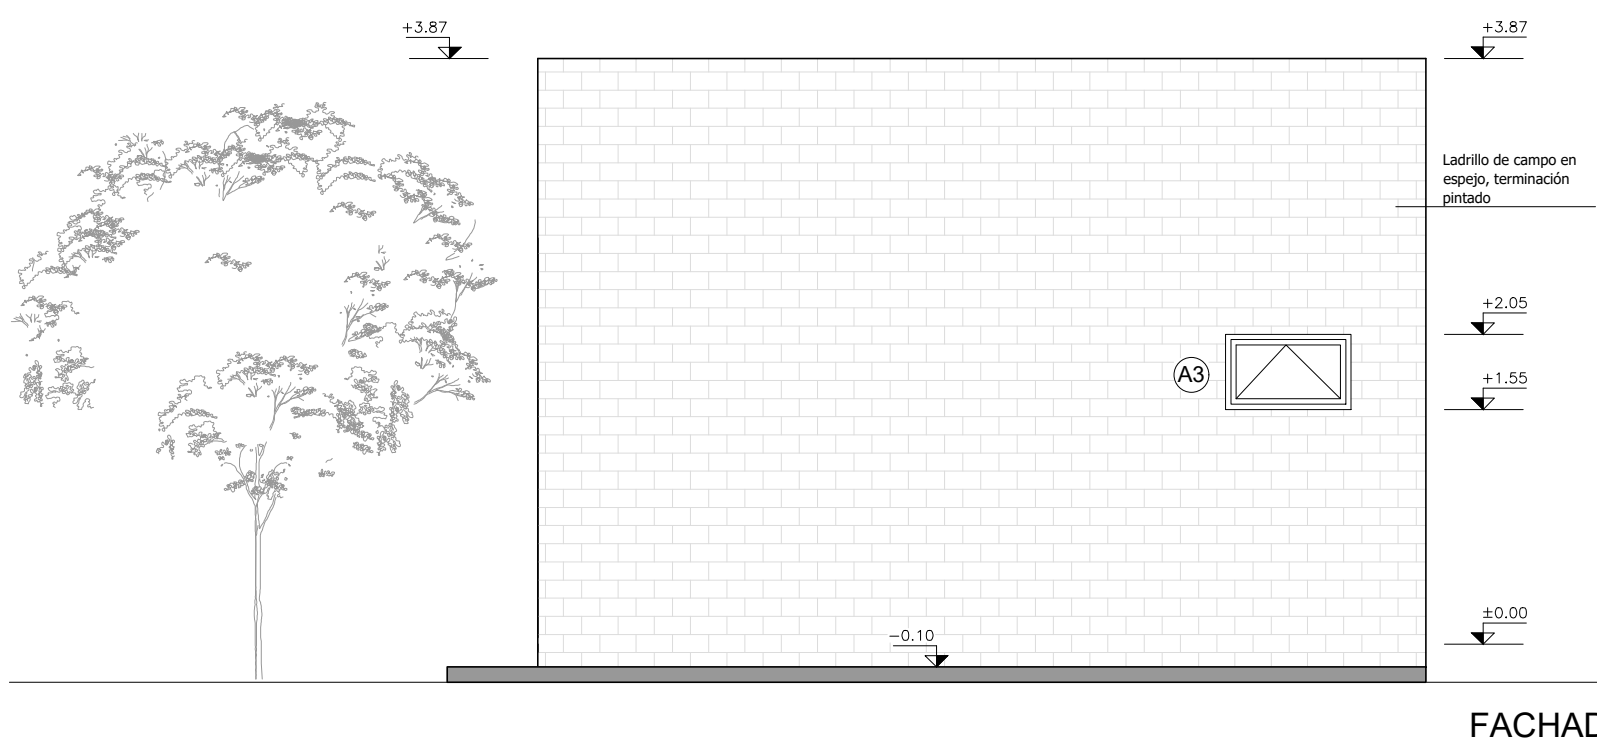 +3.87
+3.87
Ladrillo de campo en
espejo, terminación
pintado
+2.05
A3
+1.55
±0.00
−0.10
FACHAD